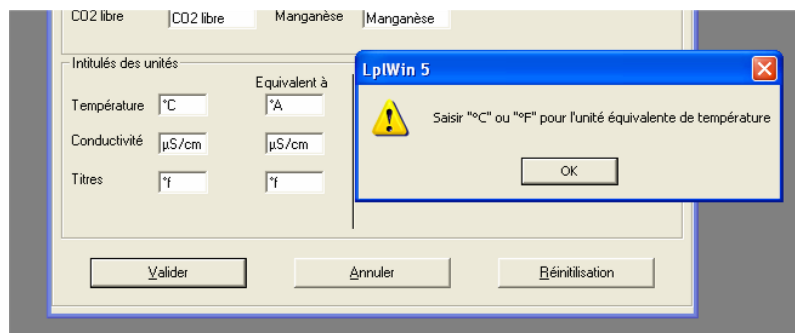 CO2 libre CO2 libre Manganèse Manganèse
Intitulés des unités
Equivalent à
Température °C °A
Conductivité µS/cm µS/cm
Titres °f °f
LplWin 5
Saisir "°C" ou "°F" pour l'unité équivalente de température
OK
Valider Annuler Réinitilisation